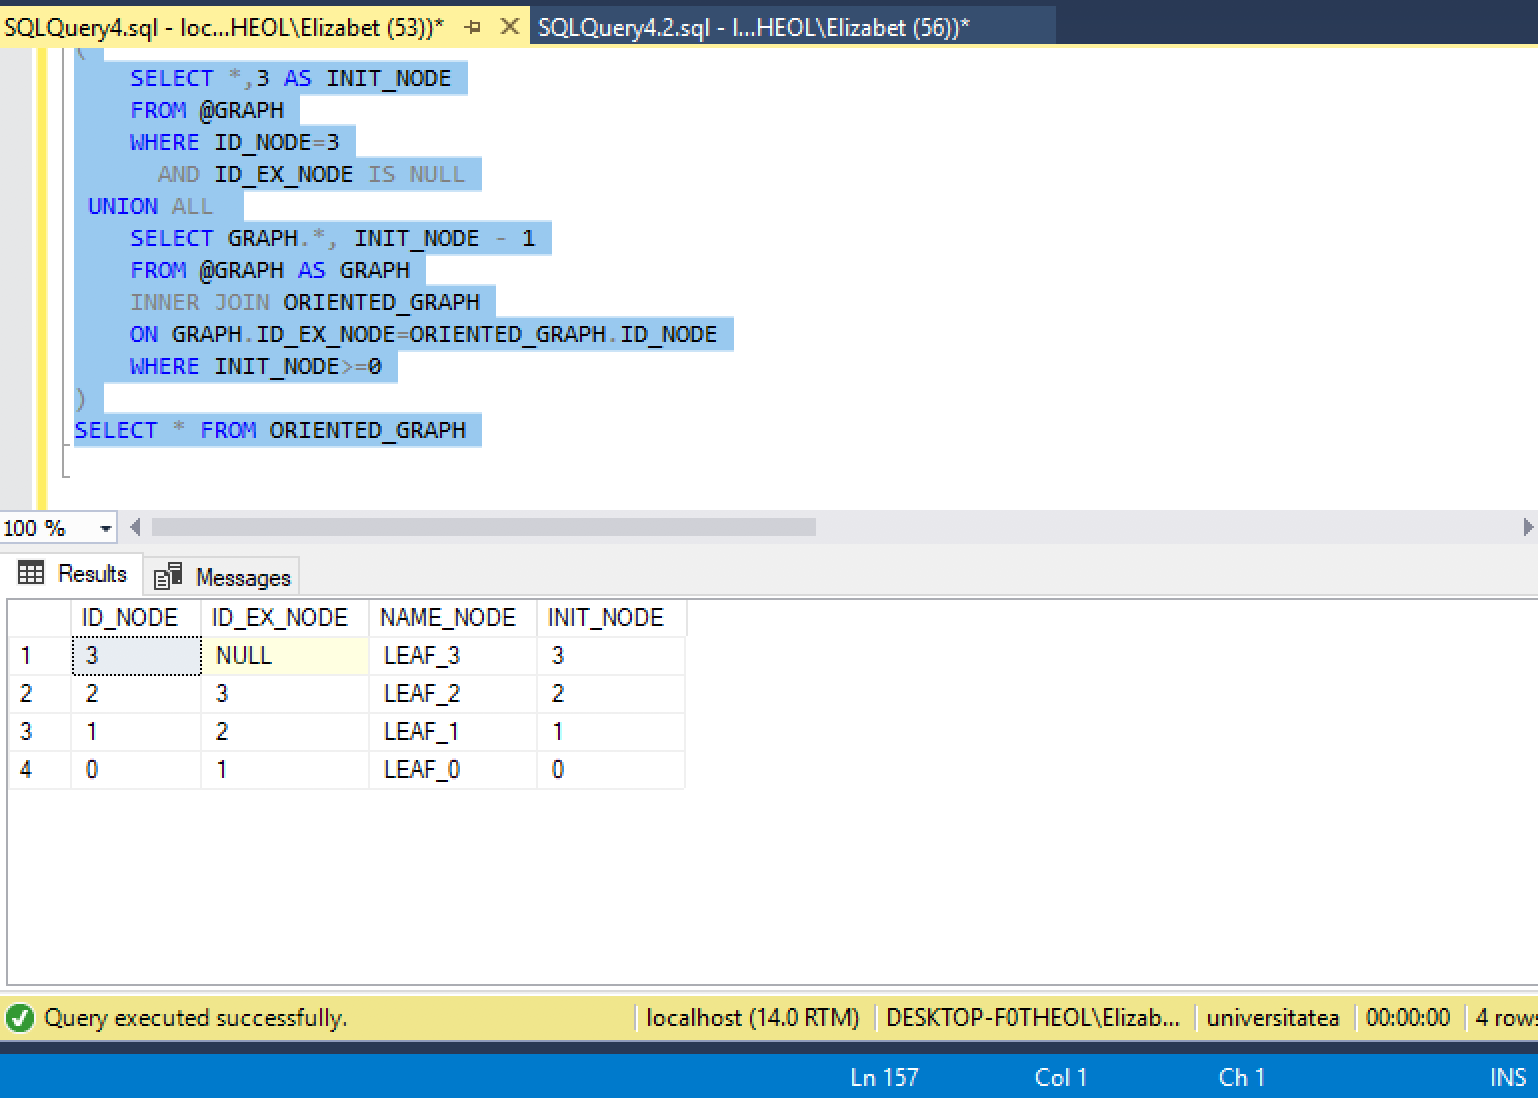 SQLQuery4.sql - loc...HEOL\Elizabet (53))* SQLQuery4.2.sql - l...HEOL\Elizabet (56))*
(
SELECT *,3 AS INIT_NODE
FROM @GRAPH
WHERE ID_NODE=3
AND ID_EX_NODE IS NULL
UNION ALL
SELECT GRAPH.*, INIT_NODE - 1
FROM @GRAPH AS GRAPH
INNER JOIN ORIENTED_GRAPH
ON GRAPH.ID_EX_NODE=ORIENTED_GRAPH.ID_NODE
WHERE INIT_NODE>=0
)
SELECT * FROM ORIENTED_GRAPH
100 %
Results Messages
ID_NODE ID_EX_NODE NAME_NODE INIT_NODE
1 3 NULL LEAF_3 3
2 2 3 LEAF_2 2
3 1 2 LEAF_1 1
4 0 1 LEAF_0 0
Query executed successfully. localhost (14.0 RTM) DESKTOP-F0THEOL\Elizab... universitatea 00:00:00 4 rows
Ln 157 Col 1 Ch 1 INS